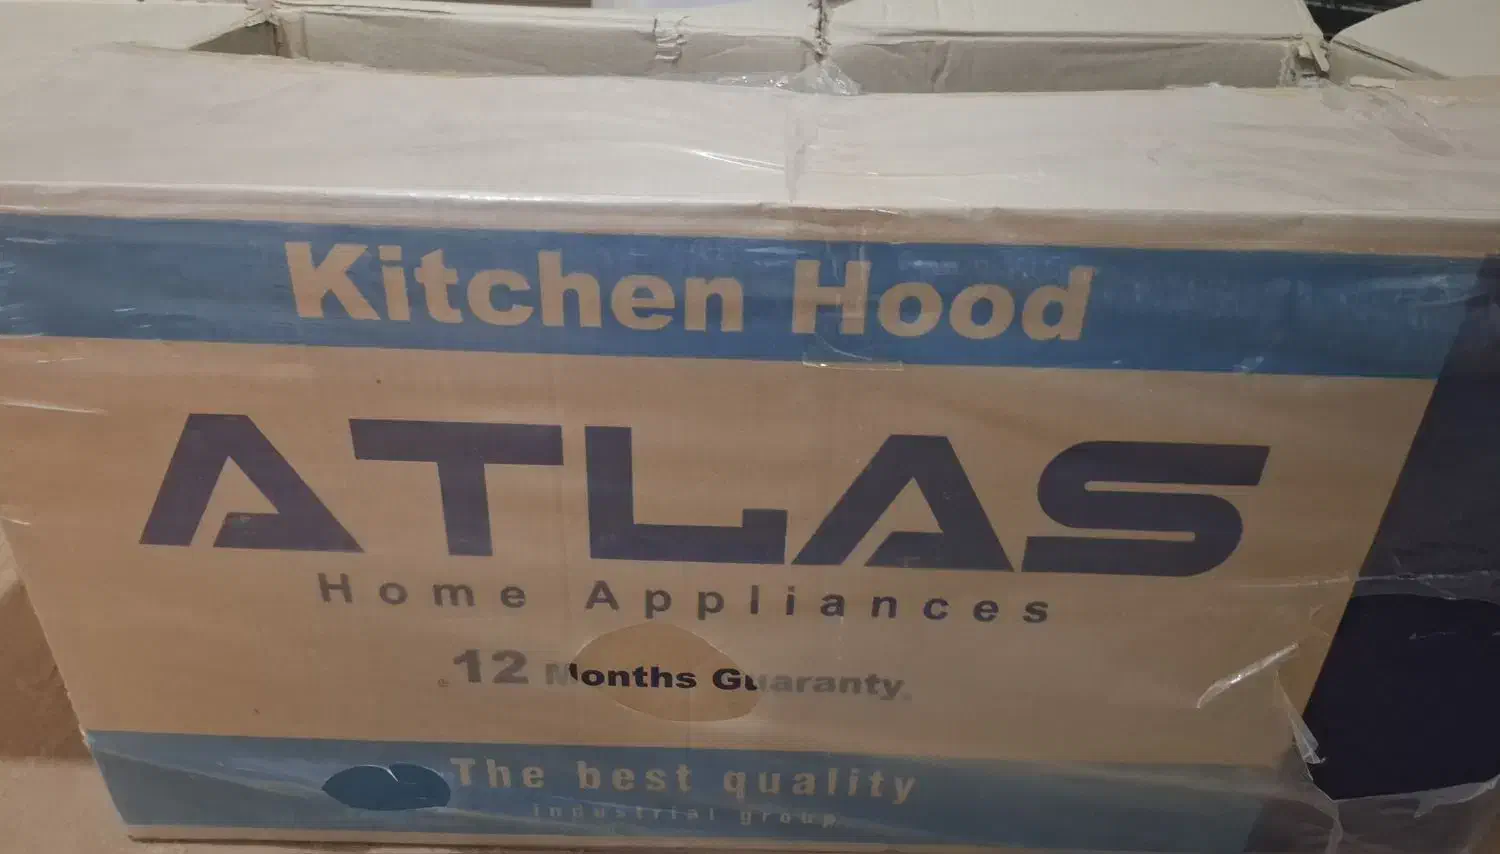 Kitchen Hood
ATLAS
Home Appliances
12 Months Guaranty
The best quality
industrial group